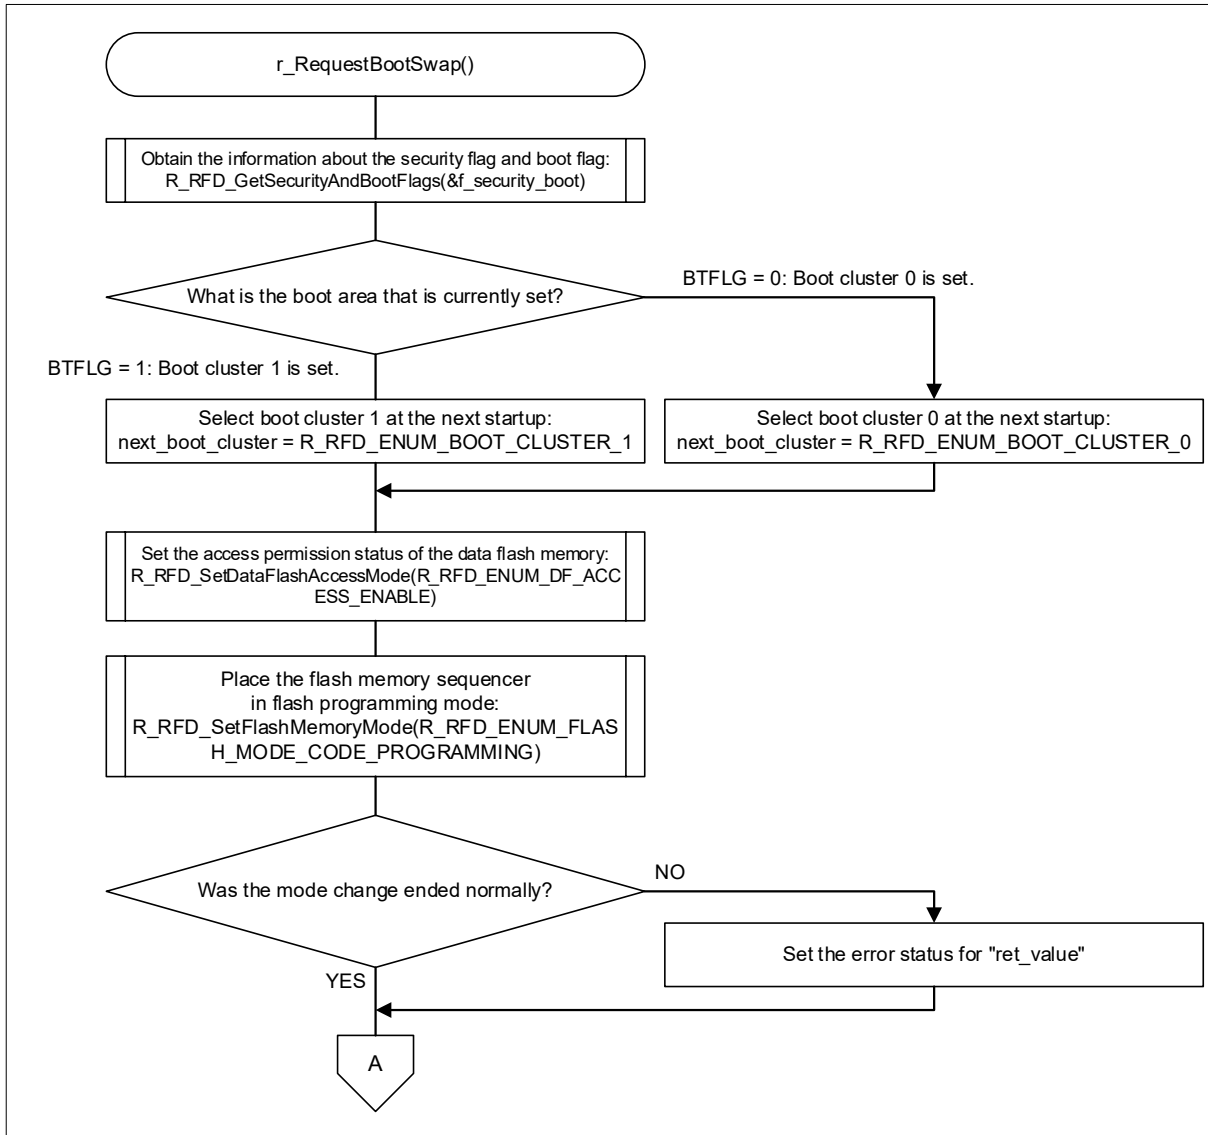 r_RequestBootSwap()
Obtain the information about the security flag and boot flag:
R_RFD_GetSecurityAndBootFlags(&f_security_boot)
What is the boot area that is currently set?
BTFLG = 0: Boot cluster 0 is set.
BTFLG = 1: Boot cluster 1 is set.
Select boot cluster 1 at the next startup:
next_boot_cluster = R_RFD_ENUM_BOOT_CLUSTER_1
Select boot cluster 0 at the next startup:
next_boot_cluster = R_RFD_ENUM_BOOT_CLUSTER_0
Set the access permission status of the data flash memory:
R_RFD_SetDataFlashAccessMode(R_RFD_ENUM_DF_ACC
ESS_ENABLE)
Place the flash memory sequencer
in flash programming mode:
R_RFD_SetFlashMemoryMode(R_RFD_ENUM_FLAS
H_MODE_CODE_PROGRAMMING)
Was the mode change ended normally?
NO
Set the error status for "ret_value"
YES
A